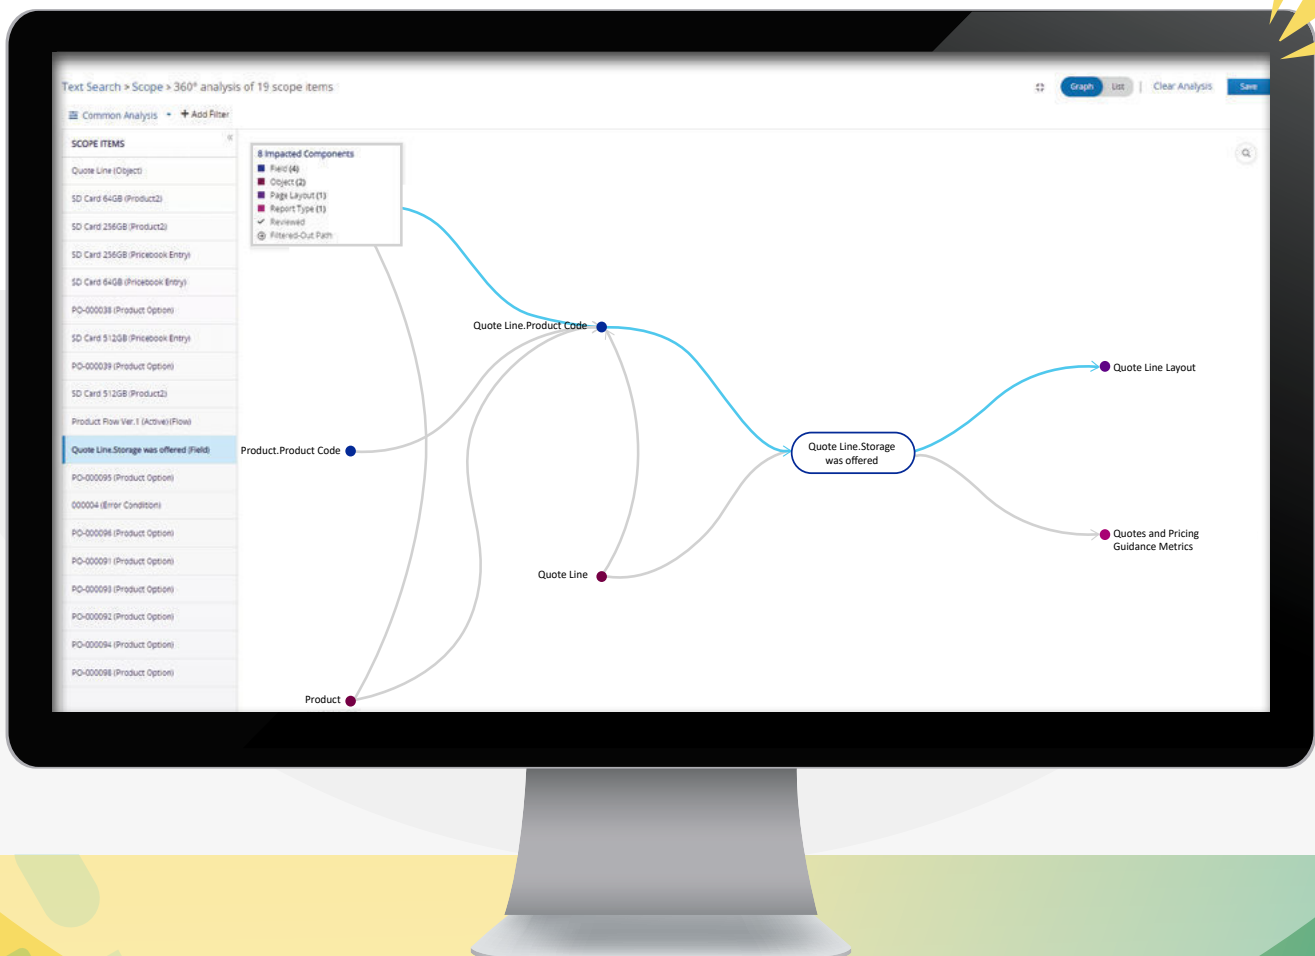 Text Search > Scope > 360° analysis of 19 scope items
Graph
List
Clear Analysis
Save
Common Analysis
+ Add Filter
SCOPE ITEMS
Quote Line (Object)
SD Card 64GB (Product2)
SD Card 256GB (Product2)
SD Card 256GB (Pricebook Entry)
SD Card 64GB (Pricebook Entry)
PO-000038 (Product Option)
SD Card 512GB (Pricebook Entry)
PO-000039 (Product Option)
SD Card 512GB (Product2)
Product Flow Ver.1 (Active) (Flow)
Quote Line.Storage was offered (Field)
PO-000095 (Product Option)
000004 (Error Condition)
PO-000096 (Product Option)
PO-000091 (Product Option)
PO-000093 (Product Option)
PO-000092 (Product Option)
PO-000094 (Product Option)
PO-000098 (Product Option)
8 Impacted Components
Field (4)
Object (2)
Page Layout (1)
Report Type (1)
Reviewed
Filtered-Out Path
Quote Line.Product Code
Quote Line Layout
Product.Product Code
Quote Line.Storage
was offered
Quotes and Pricing
Guidance Metrics
Quote Line
Product